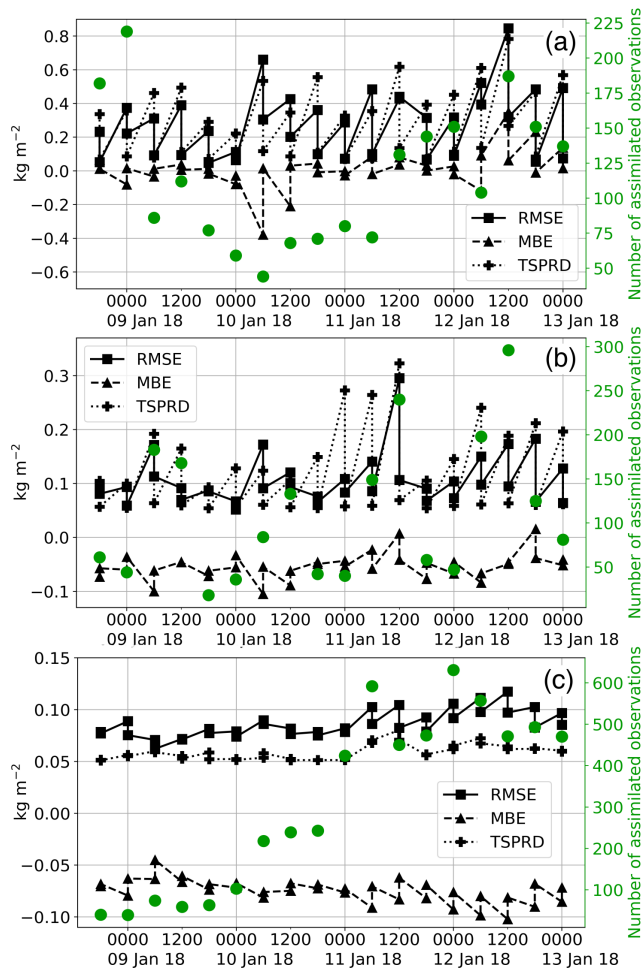 (a)
0.8
0.6
0.4
0.2
0.0
−0.2
−0.4
−0.6
kg m−2
225
200
175
150
125
100
75
50
Number of assimilated observations
RMSE
MBE
TSPRD
0000 1200 0000 1200 0000 1200 0000 1200 0000
09 Jan 18 10 Jan 18 11 Jan 18 12 Jan 18 13 Jan 18
(b)
0.3
0.2
0.1
0.0
−0.1
kg m−2
300
250
200
150
100
50
Number of assimilated observations
RMSE
MBE
TSPRD
0000 1200 0000 1200 0000 1200 0000 1200 0000
09 Jan 18 10 Jan 18 11 Jan 18 12 Jan 18 13 Jan 18
(c)
0.15
0.10
0.05
0.00
−0.05
−0.10
kg m−2
600
500
400
300
200
100
Number of assimilated observations
RMSE
MBE
TSPRD
0000 1200 0000 1200 0000 1200 0000 1200 0000
09 Jan 18 10 Jan 18 11 Jan 18 12 Jan 18 13 Jan 18